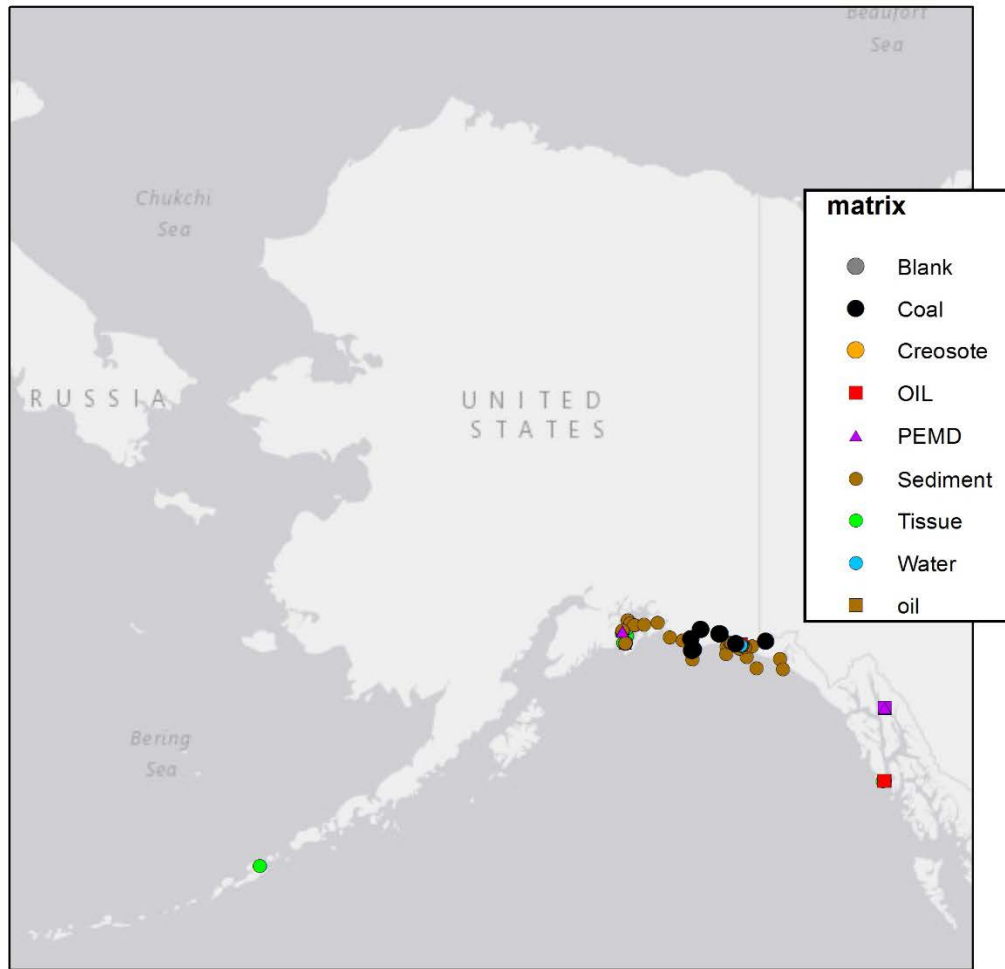 Beaufort
Sea
Chukchi
Sea
matrix
Blank
Coal
Creosote
OIL
PEMD
Sediment
Tissue
Water
oil
RUSSIA
UNITED
STATES
Bering
Sea